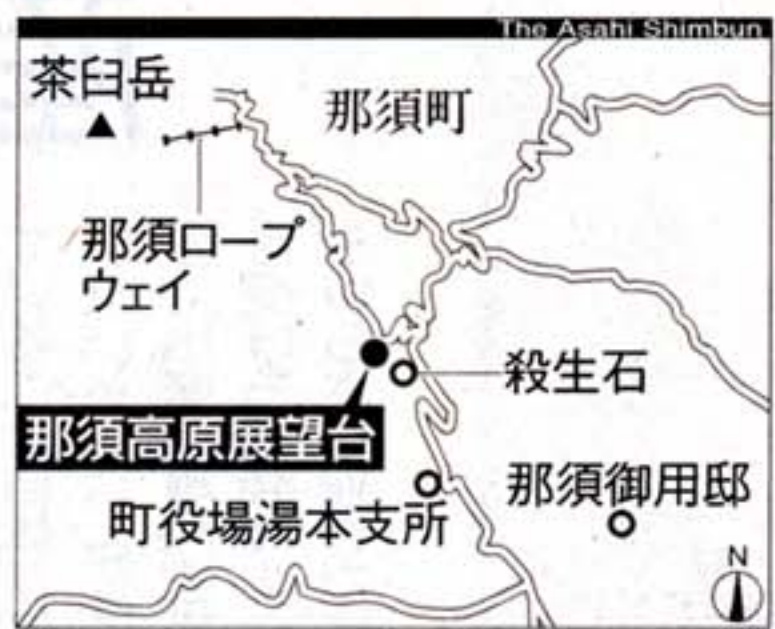 The Asahi Shimbun
茶臼岳
那須町
那須ロープ
ウェイ
殺生石
那須高原展望台
那須御用邸
町役場湯本支所
N